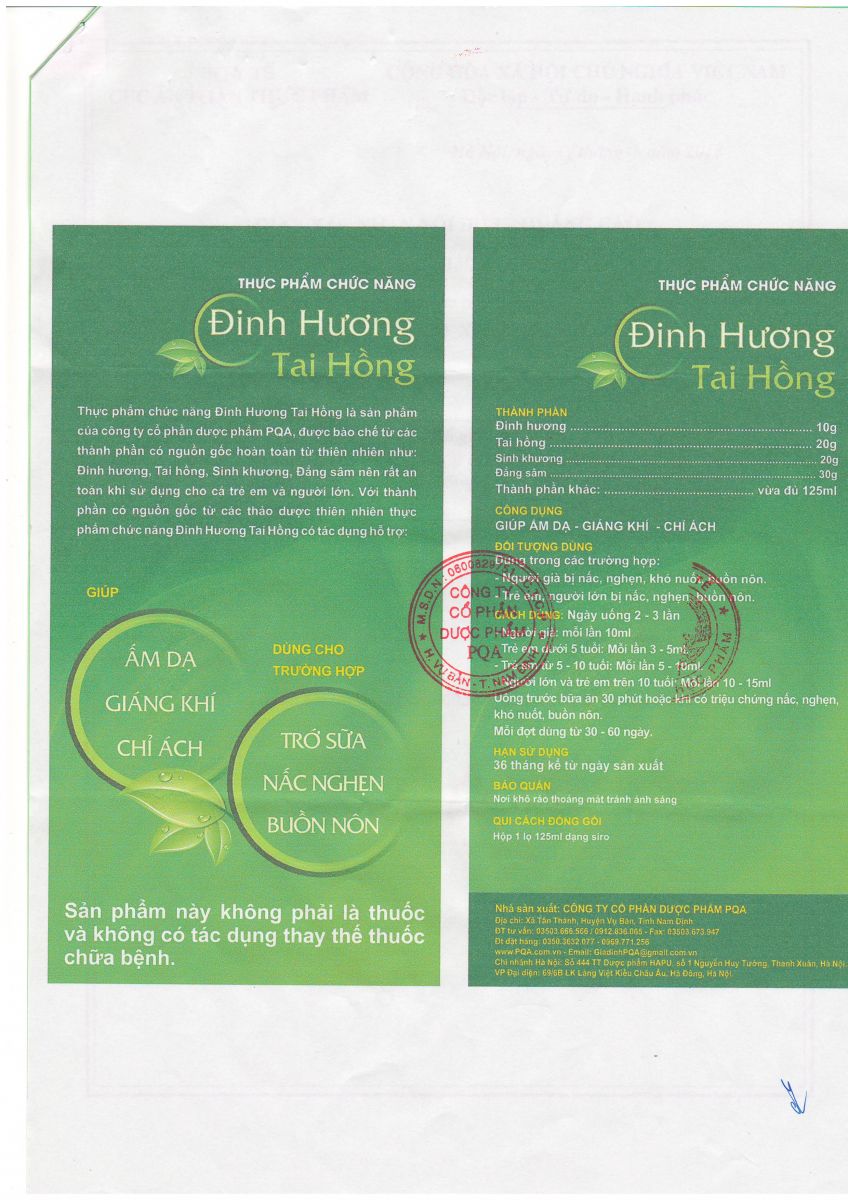 THỰC PHẨM CHỨC NĂNG
Đinh Hương
Tai Hồng
Thực phẩm chức năng Đinh Hương Tai Hồng là sản phẩm
của công ty cổ phần dược phẩm PQA, được bào chế từ các
thành phần có nguồn gốc hoàn toàn từ thiên nhiên như:
Đinh hương, Tai hồng, Sinh khương, Đẳng sâm nên rất an
toàn khi sử dụng cho cả trẻ em và người lớn. Với thành
phần có nguồn gốc từ các thảo dược thiên nhiên thực
phẩm chức năng Đinh Hương Tai Hồng có tác dụng hỗ trợ:
GIÚP
ẤM DẠ
GIÁNG KHÍ
CHỈ ÁCH
DÙNG CHO
TRƯỜNG HỢP
TRỚ SỮA
NẤC NGHẸN
BUỒN NÔN
Sản phẩm này không phải là thuốc
và không có tác dụng thay thế thuốc
chữa bệnh.
THỰC PHẨM CHỨC NĂNG
Đinh Hương
Tai Hồng
THÀNH PHẦN
Đinh hương ........ 10g
Tai hồng ........ 20g
Sinh khương ........ 20g
Đẳng sâm ........ 30g
Thành phần khác: ........ vừa đủ 125ml
CÔNG DỤNG
GIÚP ẤM DẠ - GIÁNG KHÍ - CHỈ ÁCH
ĐỐI TƯỢNG DÙNG
Dùng trong các trường hợp:
- Người già bị nấc, nghẹn, khó nuốt, buồn nôn.
- Trẻ em, người lớn bị nấc, nghẹn, buồn nôn.
CÁCH DÙNG: Ngày uống 2 - 3 lần
- Người già: mỗi lần 10ml
- Trẻ em dưới 5 tuổi: Mỗi lần 3 - 5ml
- Trẻ em từ 5 - 10 tuổi: Mỗi lần 5 - 10ml
- Người lớn và trẻ em trên 10 tuổi: Mỗi lần 10 - 15ml
Uống trước bữa ăn 30 phút hoặc khi có triệu chứng nấc, nghẹn,
khó nuốt, buồn nôn.
Mỗi đợt dùng từ 30 - 60 ngày.
HẠN SỬ DỤNG
36 tháng kể từ ngày sản xuất
BẢO QUẢN
Nơi khô ráo thoáng mát tránh ánh sáng
QUI CÁCH ĐÓNG GÓI
Hộp 1 lọ 125ml dạng siro
Nhà sản xuất: CÔNG TY CỔ PHẦN DƯỢC PHẨM PQA
Địa chỉ: Xã Tân Thành, Huyện Vụ Bản, Tỉnh Nam Định
ĐT tư vấn: 03503.666.566 / 0912.836.065 - Fax: 03503.673.947
Đt đặt hàng: 0350.3632.077 - 0969.771.256
www.PQA.com.vn - Email: GiadinhPQA@gmail.com.vn
Chi nhánh Hà Nội: Số 444 TT Dược phẩm HAPU, số 1 Nguyễn Huy Tưởng, Thanh Xuân, Hà Nội.
VP Đại diện: 69/6B LK Làng Việt Kiều Châu Âu, Hà Đông, Hà Nội.
CÔNG TY
CỔ PHẦN
DƯỢC PHẨM
PQA
H. VỤ BẢN - T. NAM ĐỊNH